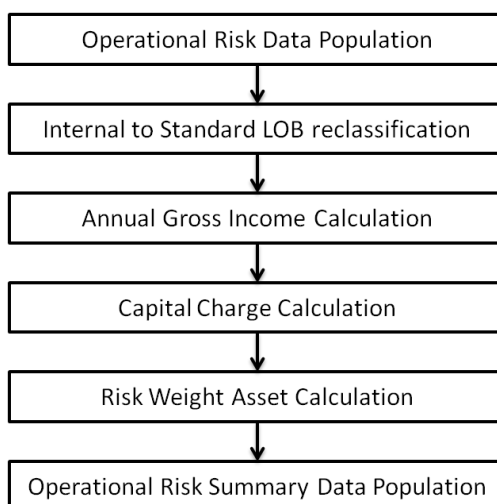 Operational Risk Data Population
Internal to Standard LOB reclassification
Annual Gross Income Calculation
Capital Charge Calculation
Risk Weight Asset Calculation
Operational Risk Summary Data Population